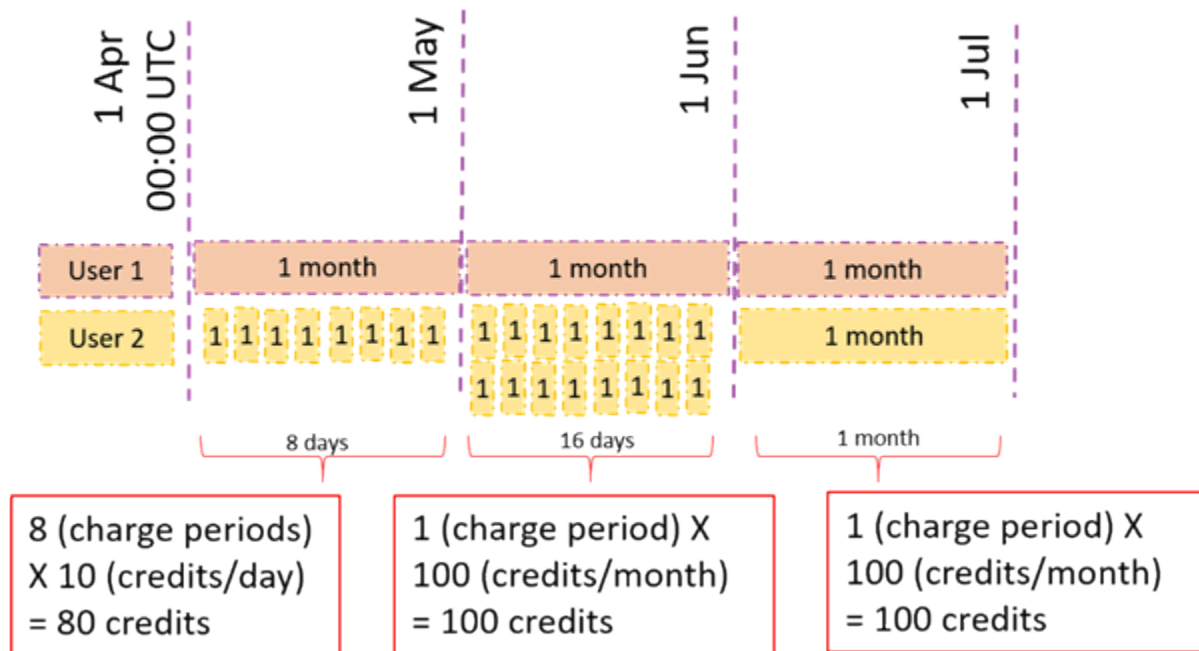 1 Apr
00:00 UTC
1 May
1 Jun
1 Jul
User 1
1 month
1 month
1 month
User 2
1 1 1 1 1 1 1 1
1 1 1 1 1 1 1 1
1 month
1 1 1 1 1 1 1 1
8 days
16 days
1 month
8 (charge periods)
X 10 (credits/day)
= 80 credits
1 (charge period) X
100 (credits/month)
= 100 credits
1 (charge period) X
100 (credits/month)
= 100 credits